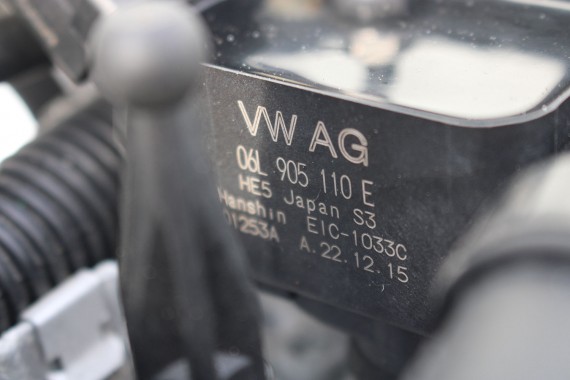 VW AG
06L 905 110 E
HE5 Japan S3
Hanshin EIC-1033C
01253A A.22.12.15